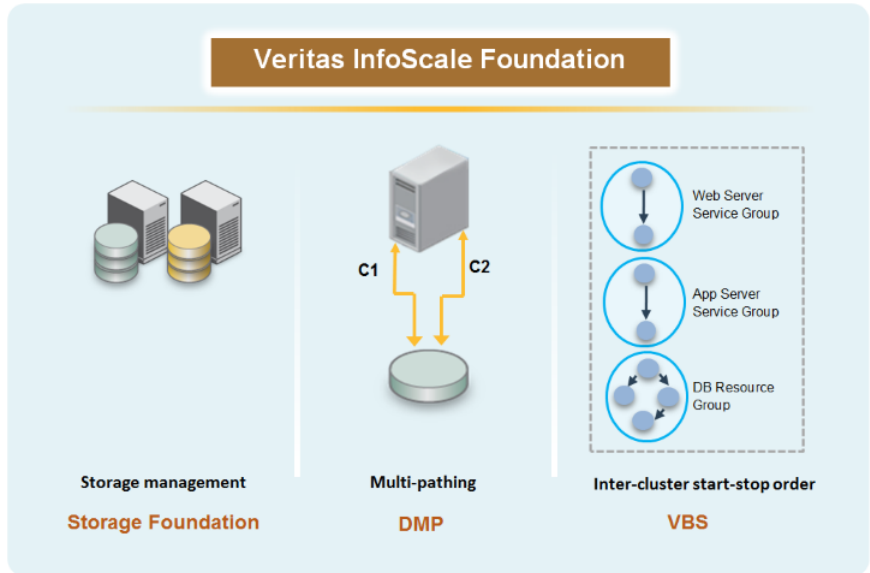 Veritas InfoScale Foundation
C1
C2
Web Server
Service Group
App Server
Service Group
DB Resource
Group
Storage management
Multi-pathing
Inter-cluster start-stop order
Storage Foundation
DMP
VBS